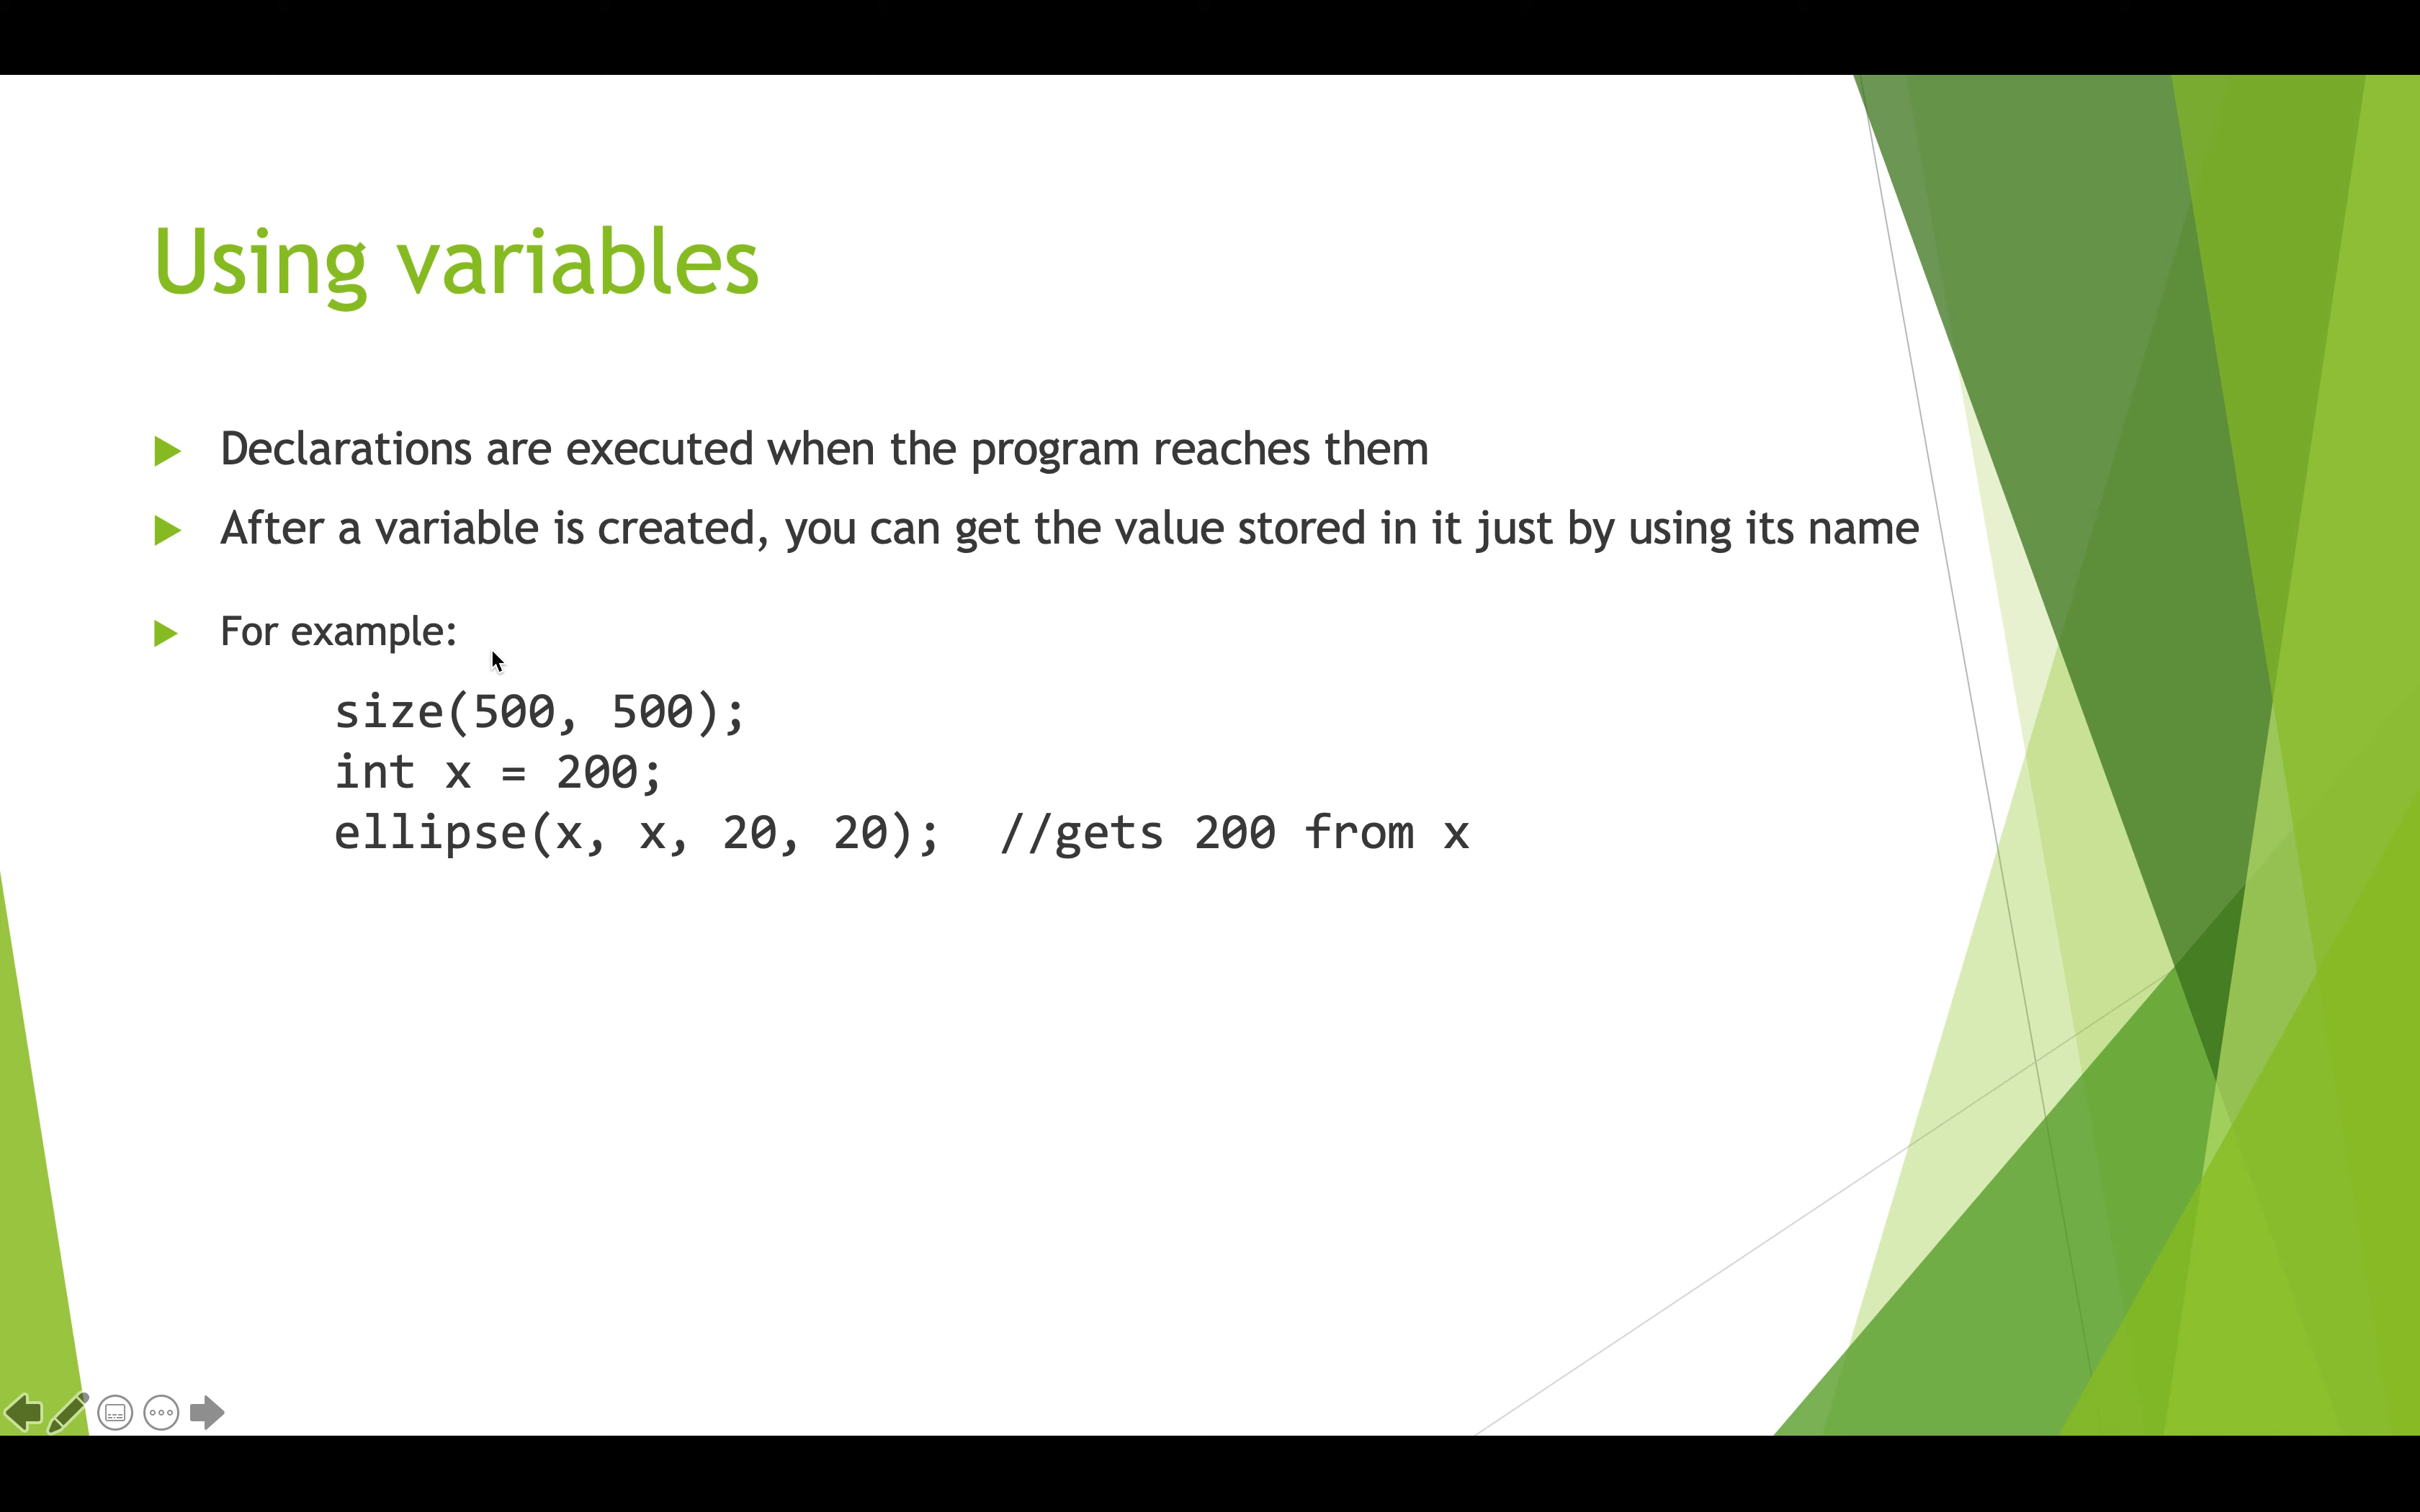 Using variables
Declarations are executed when the program reaches them
After a variable is created, you can get the value stored in it just by using its name
For example:
size(500, 500);
int x = 200;
ellipse(x, x, 20, 20);  //gets 200 from x